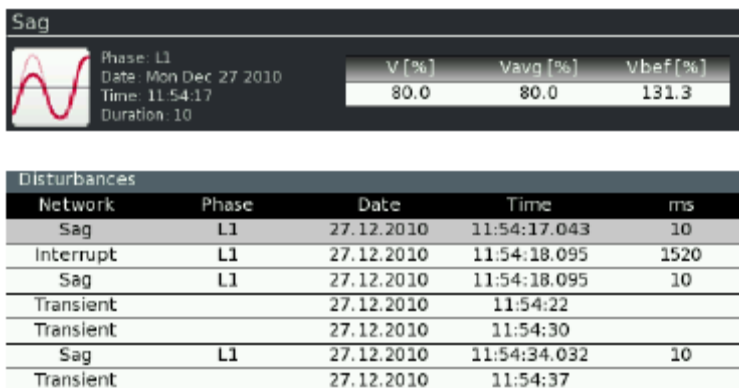 Sag
Phase: L1
Date: Mon Dec 27 2010
Time: 11:54:17
Duration: 10
V [%] Vavg [%] Vbef [%]
80.0 80.0 131.3
Disturbances
Network Phase Date Time ms
Sag L1 27.12.2010 11:54:17.043 10
Interrupt L1 27.12.2010 11:54:18.095 1520
Sag L1 27.12.2010 11:54:18.095 10
Transient 27.12.2010 11:54:22
Transient 27.12.2010 11:54:30
Sag L1 27.12.2010 11:54:34.032 10
Transient 27.12.2010 11:54:37